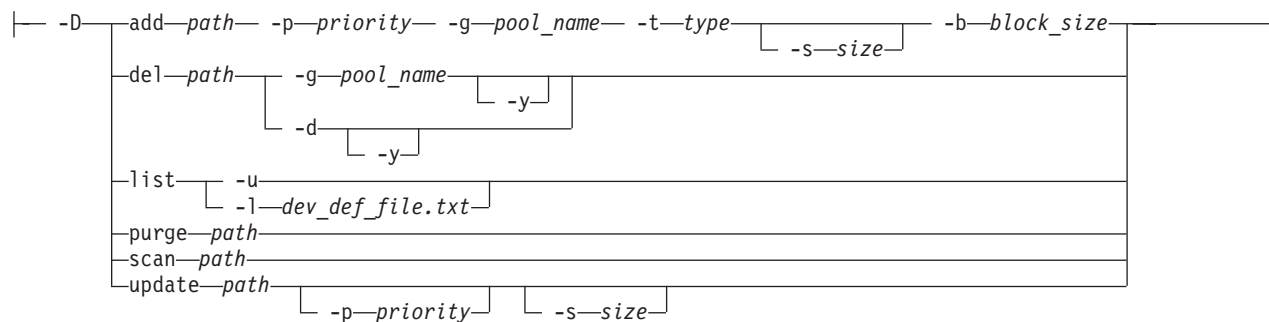 -D add path -p priority -g pool_name -t type -b block_size
-s size
del path -g pool_name
-y
-d
-y
list -u
-l dev_def_file.txt
purge path
scan path
update path
-p priority -s size